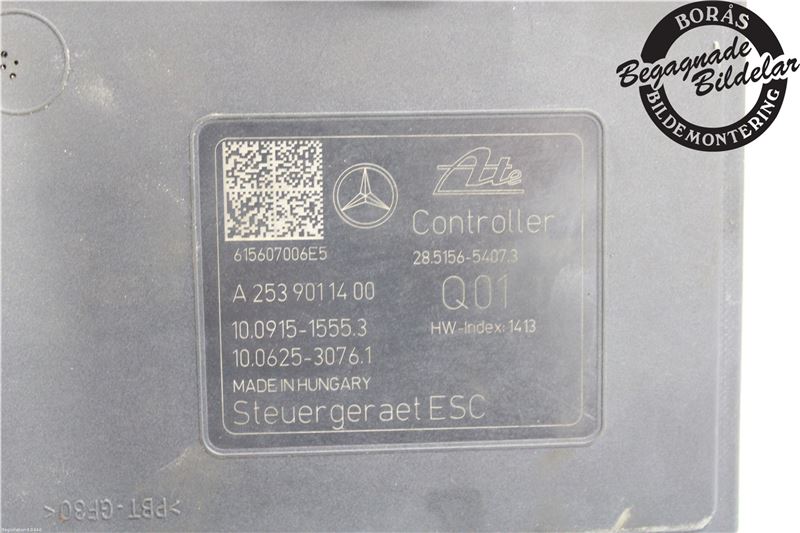 BORÅS
Begagnade
Bildelar
BILDEMONTERING
Ate
Controller
615607006E5
28.5156-5407.3
A 253 901 14 00
Q01
10.0915-1555.3
HW-Index: 1413
10.0625-3076.1
MADE IN HUNGARY
Steuergeraet ESC
>PBT-GF30<